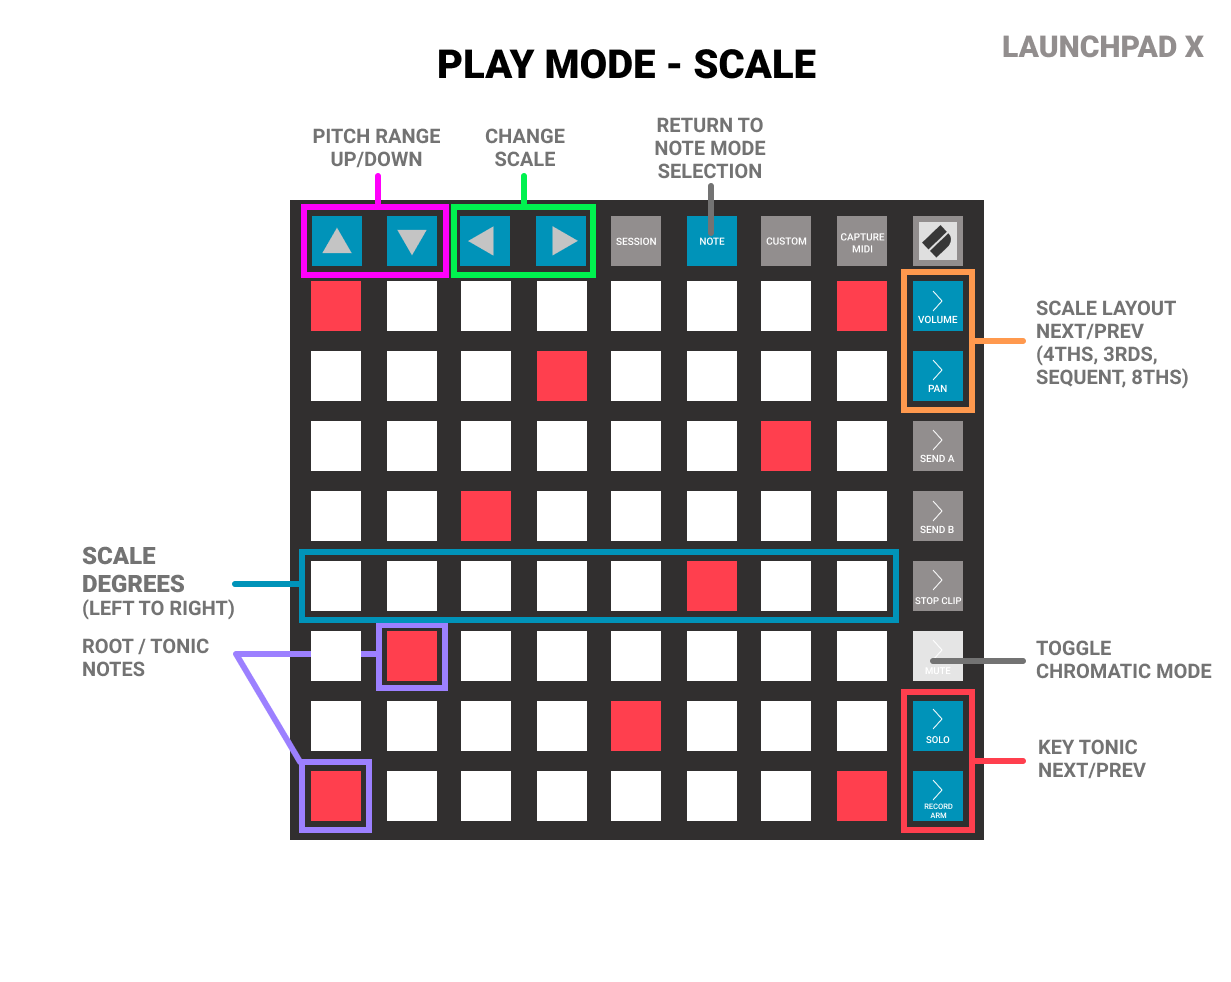 LAUNCHPAD X
PLAY MODE - SCALE
PITCH RANGE
UP/DOWN
CHANGE
SCALE
RETURN TO
NOTE MODE
SELECTION
SESSION
NOTE
CUSTOM
CAPTURE
MIDI
VOLUME
PAN
SCALE LAYOUT
NEXT/PREV
(4THS, 3RDS,
SEQUENT, 8THS)
SEND A
SEND B
SCALE
DEGREES
(LEFT TO RIGHT)
STOP CLIP
ROOT / TONIC
NOTES
MUTE
TOGGLE
CHROMATIC MODE
SOLO
KEY TONIC
NEXT/PREV
RECORD
ARM